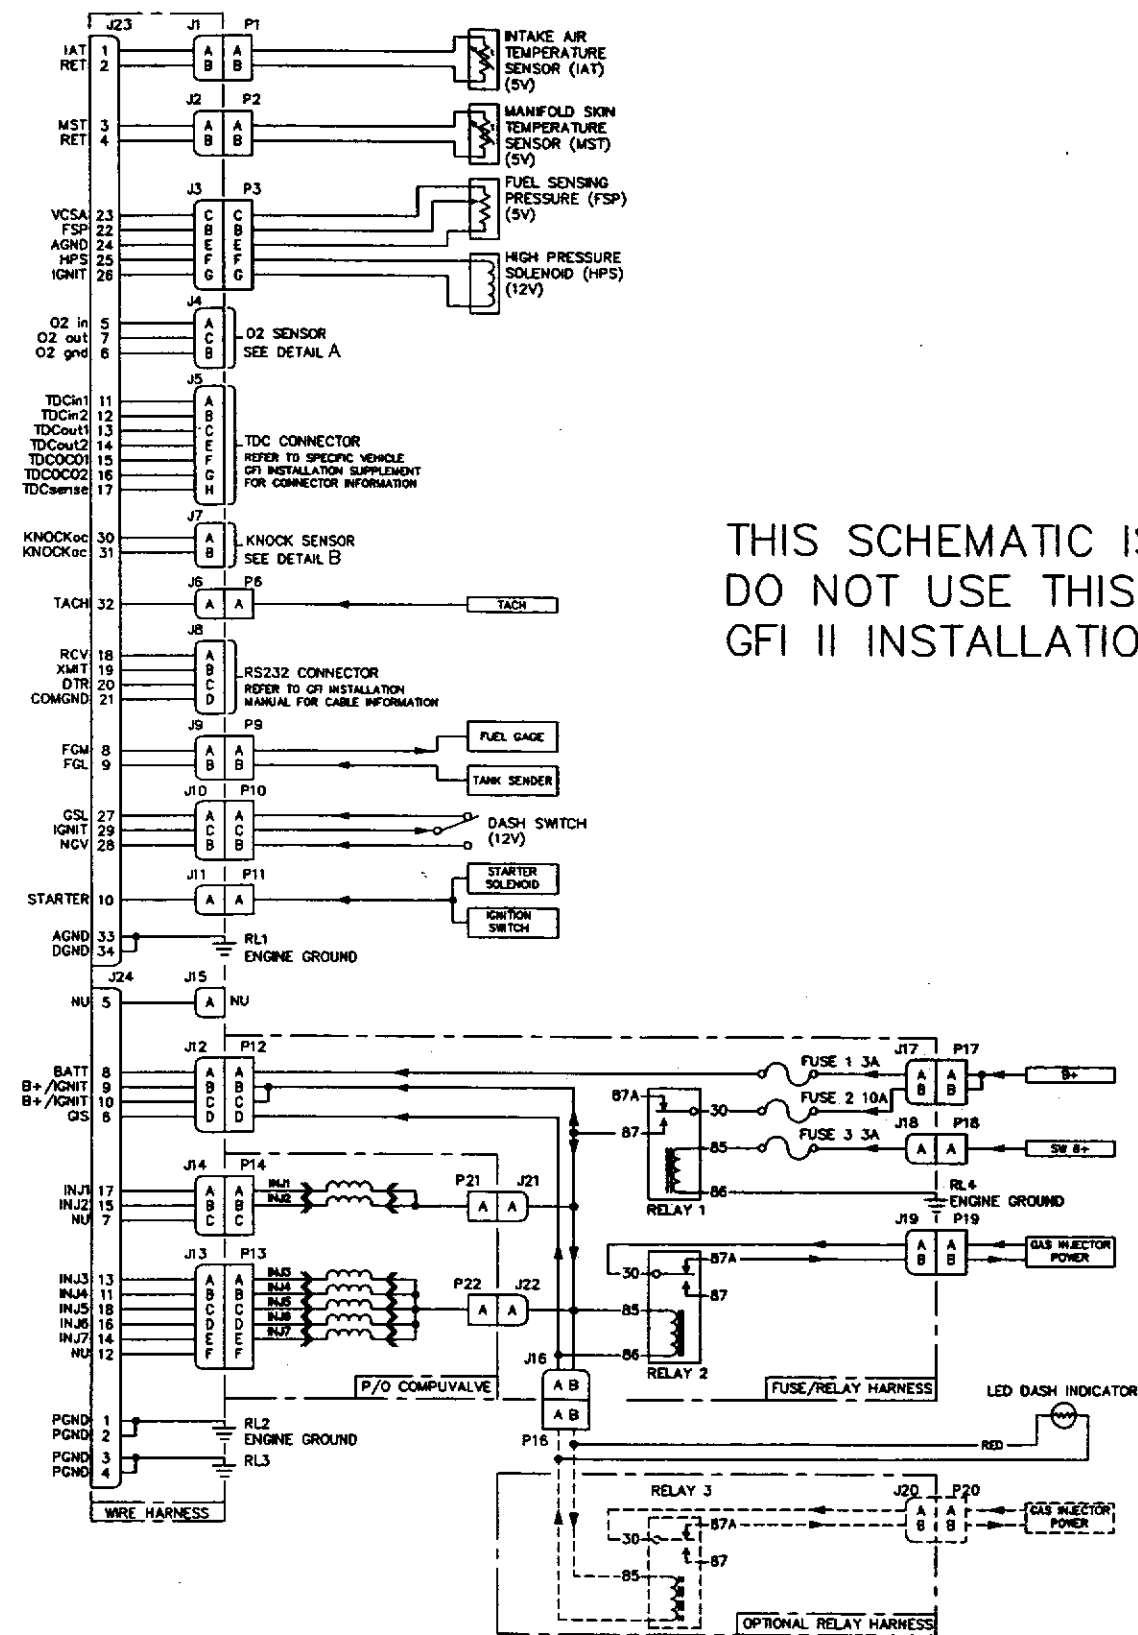 J23 J1 P1
IAT 1 A A
RET 2 B B
INTAKE AIR
TEMPERATURE
SENSOR (IAT)
(5V)
J2 P2
MST 3 A A
RET 4 B B
MANIFOLD SKIN
TEMPERATURE
SENSOR (MST)
(5V)
J3 P3
VCSA 23 C C
FSP 22 B B
AGND 24 E E
HPS 25 F F
IGNIT 26 G G
FUEL SENSING
PRESSURE (FSP)
(5V)
HIGH PRESSURE
SOLENOID (HPS)
(12V)
J4
O2 in 5 A
O2 out 7 C
O2 gnd 6 B
O2 SENSOR
SEE DETAIL A
J5
TDCin1 11 A
TDCin2 12 B
TDCout1 13 C
TDCout2 14 E
TDCOCO1 15 F
TDCOCO2 16 G
TDCsense 17 H
TDC CONNECTOR
REFER TO SPECIFIC VEHICLE
GFI INSTALLATION SUPPLEMENT
FOR CONNECTOR INFORMATION
J7
KNOCKoc 30 A
KNOCKac 31 B
KNOCK SENSOR
SEE DETAIL B
THIS SCHEMATIC IS
DO NOT USE THIS
GFI II INSTALLATIO
J6 P6
TACH 32 A A TACH
J8
RCV 18 A
XMIT 19 B
DTR 20 C
COMGND 21 D
RS232 CONNECTOR
REFER TO GFI INSTALLATION
MANUAL FOR CABLE INFORMATION
J9 P9
FGM 8 A A FUEL GAGE
FGL 9 B B TANK SENDER
J10 P10
GSL 27 A A
IGNIT 29 C C
NGV 28 B B
DASH SWITCH
(12V)
J11 P11
STARTER 10 A A
STARTER
SOLENOID
IGNITION
SWITCH
AGND 33
DGND 34
RL1
ENGINE GROUND
J24 J15
NU 5 A NU
J12 P12
BATT 8 A A
B+/IGNIT 9 B B
B+/IGNIT 10 C C
GIS 6 D D
FUSE 1 3A J17 P17
A A B+
B B
87A 30 FUSE 2 10A
87
J18 P18
85 FUSE 3 3A A A SW B+
86 RL4
ENGINE GROUND
RELAY 1
J14 P14
INJ1 17 A A INJ1
INJ2 15 B B INJ2
NU 7 C C
P21 J21
A A
J19 P19
87A A A
30 B B
87
GAS INJECTOR
POWER
85
86
RELAY 2
J13 P13
INJ3 13 A A INJ3
INJ4 11 B B INJ4
INJ5 18 C C INJ5
INJ6 16 D D INJ6
INJ7 14 E E INJ7
NU 12 F F
P22 J22
A A
J16
A B
A B
P16
P/O COMPUVALVE
FUSE/RELAY HARNESS
LED DASH INDICATOR
RED
PGND 1
PGND 2
RL2
ENGINE GROUND
PGND 3
PGND 4
RL3
WIRE HARNESS
RELAY 3
J20 P20
87A A A
30 B B
87
GAS INJECTOR
POWER
85
86
OPTIONAL RELAY HARNESS